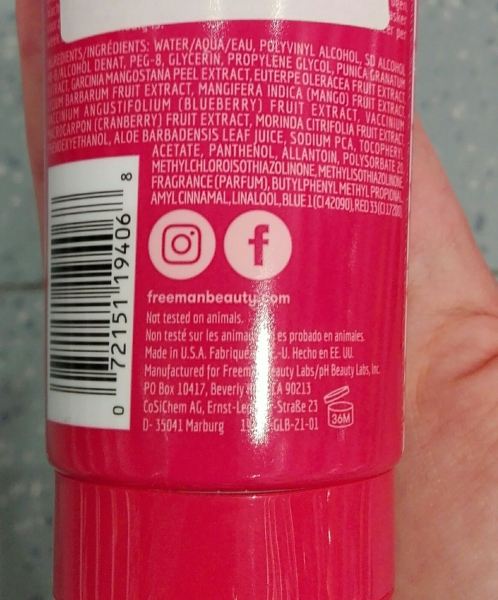 INGREDIENTS/INGRÉDIENTS: WATER/AQUA/EAU, POLYVINYL ALCOHOL, SD ALCOHOL
ALCOHOL DENAT, PEG-8, GLYCERIN, PROPYLENE GLYCOL, PUNICA GRANATUM
EXTRACT, GARCINIA MANGOSTANA PEEL EXTRACT, EUTERPE OLERACEA FRUIT EXTRACT,
BARBARUM FRUIT EXTRACT, MANGIFERA INDICA (MANGO) FRUIT EXTRACT,
VACCINIUM ANGUSTIFOLIUM (BLUEBERRY) FRUIT EXTRACT, VACCINIUM
MACROCARPON (CRANBERRY) FRUIT EXTRACT, MORINDA CITRIFOLIA FRUIT EXTRACT,
PHENOXYETHANOL, ALOE BARBADENSIS LEAF JUICE, SODIUM PCA, TOCOPHERYL
ACETATE, PANTHENOL, ALLANTOIN, POLYSORBATE 20,
METHYLCHLOROISOTHIAZOLINONE, METHYLISOTHIAZOLINONE,
FRAGRANCE (PARFUM), BUTYLPHENYL METHYL PROPIONAL,
AMYL CINNAMAL, LINALOOL, BLUE 1 (CI 42090), RED 33 (CI 17200)
f
freemanbeauty.com
Not tested on animals.
Non testé sur les animaux es probado en animales.
Made in U.S.A. Fabriqué É.-U. Hecho en EE. UU.
Manufactured for Freeman Beauty Labs/pH Beauty Labs, Inc.
PO Box 10417, Beverly CA 90213
CoSiChem AG, Ernst- Straße 23
D- 35041 Marburg GLB-21-01
36M
0 72151 19406 8